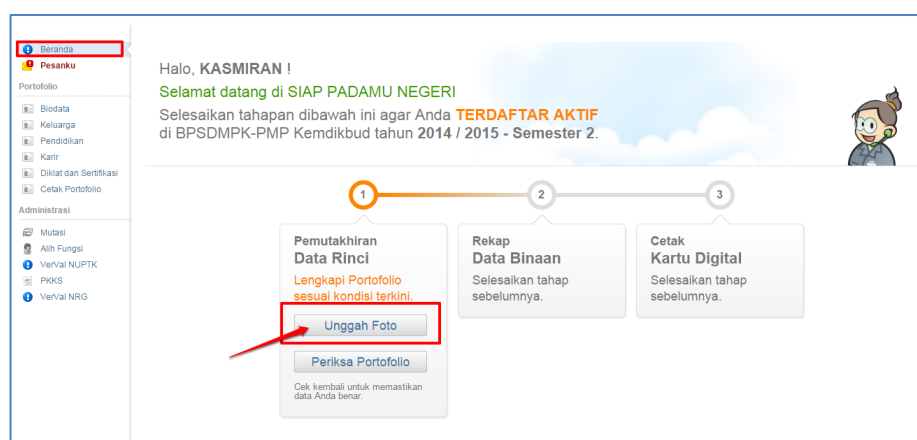 Beranda
Pesanku
Portofolio
Biodata
Keluarga
Pendidikan
Karir
Diklat dan Sertifikasi
Cetak Portofolio
Administrasi
Mutasi
Alih Fungsi
VerVal NUPTK
PKKS
VerVal NRG
Halo, KASMIRAN !
Selamat datang di SIAP PADAMU NEGERI
Selesaikan tahapan dibawah ini agar Anda TERDAFTAR AKTIF
di BPSDMPK-PMP Kemdikbud tahun 2014 / 2015 - Semester 2.
1
2
3
Pemutakhiran
Data Rinci
Lengkapi Portofolio
sesuai kondisi terkini.
Unggah Foto
Periksa Portofolio
Cek kembali untuk memastikan
data Anda benar.
Rekap
Data Binaan
Selesaikan tahap
sebelumnya.
Cetak
Kartu Digital
Selesaikan tahap
sebelumnya.